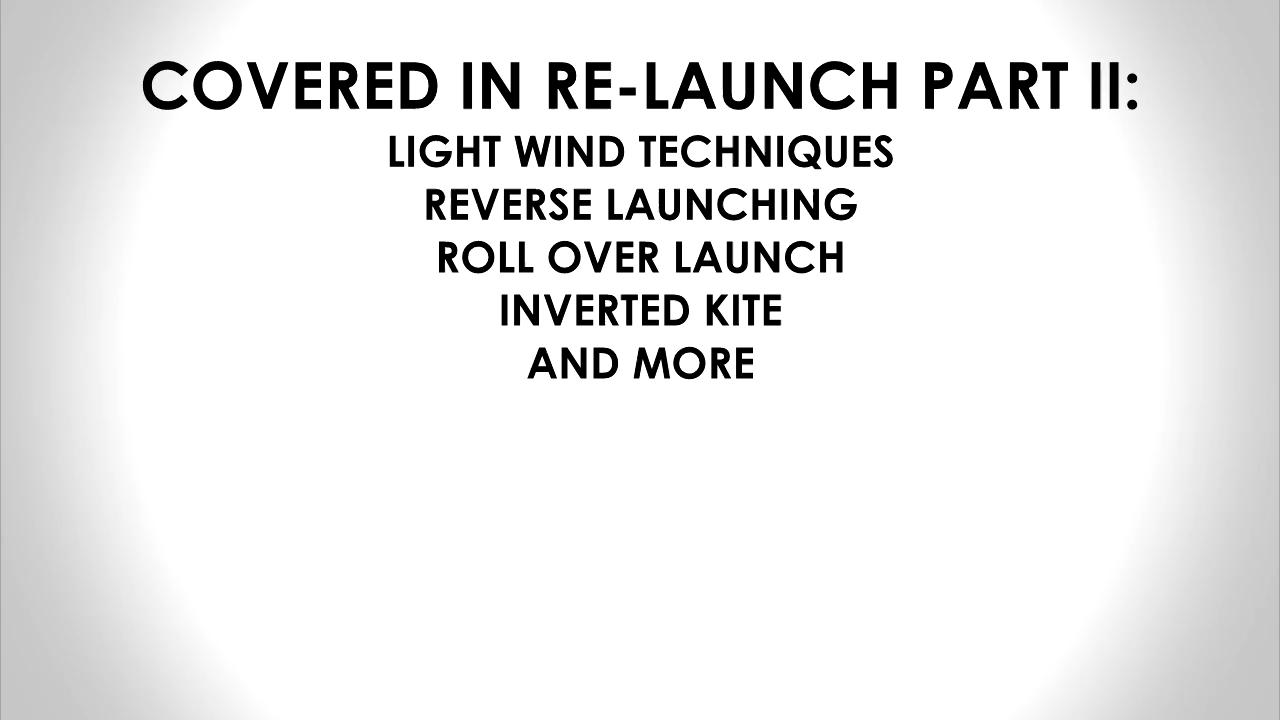 COVERED IN RE-LAUNCH PART II:
LIGHT WIND TECHNIQUES
REVERSE LAUNCHING
ROLL OVER LAUNCH
INVERTED KITE
AND MORE